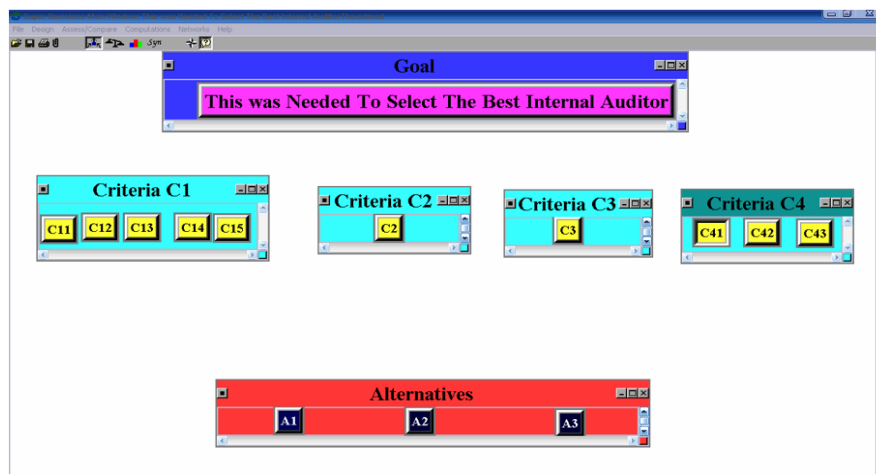 File Design Assess/Compare Computations Networks Help
Syn
Goal
This was Needed To Select The Best Internal Auditor
Criteria C1
C11 C12 C13 C14 C15
Criteria C2
C2
Criteria C3
C3
Criteria C4
C41 C42 C43
Alternatives
A1 A2 A3